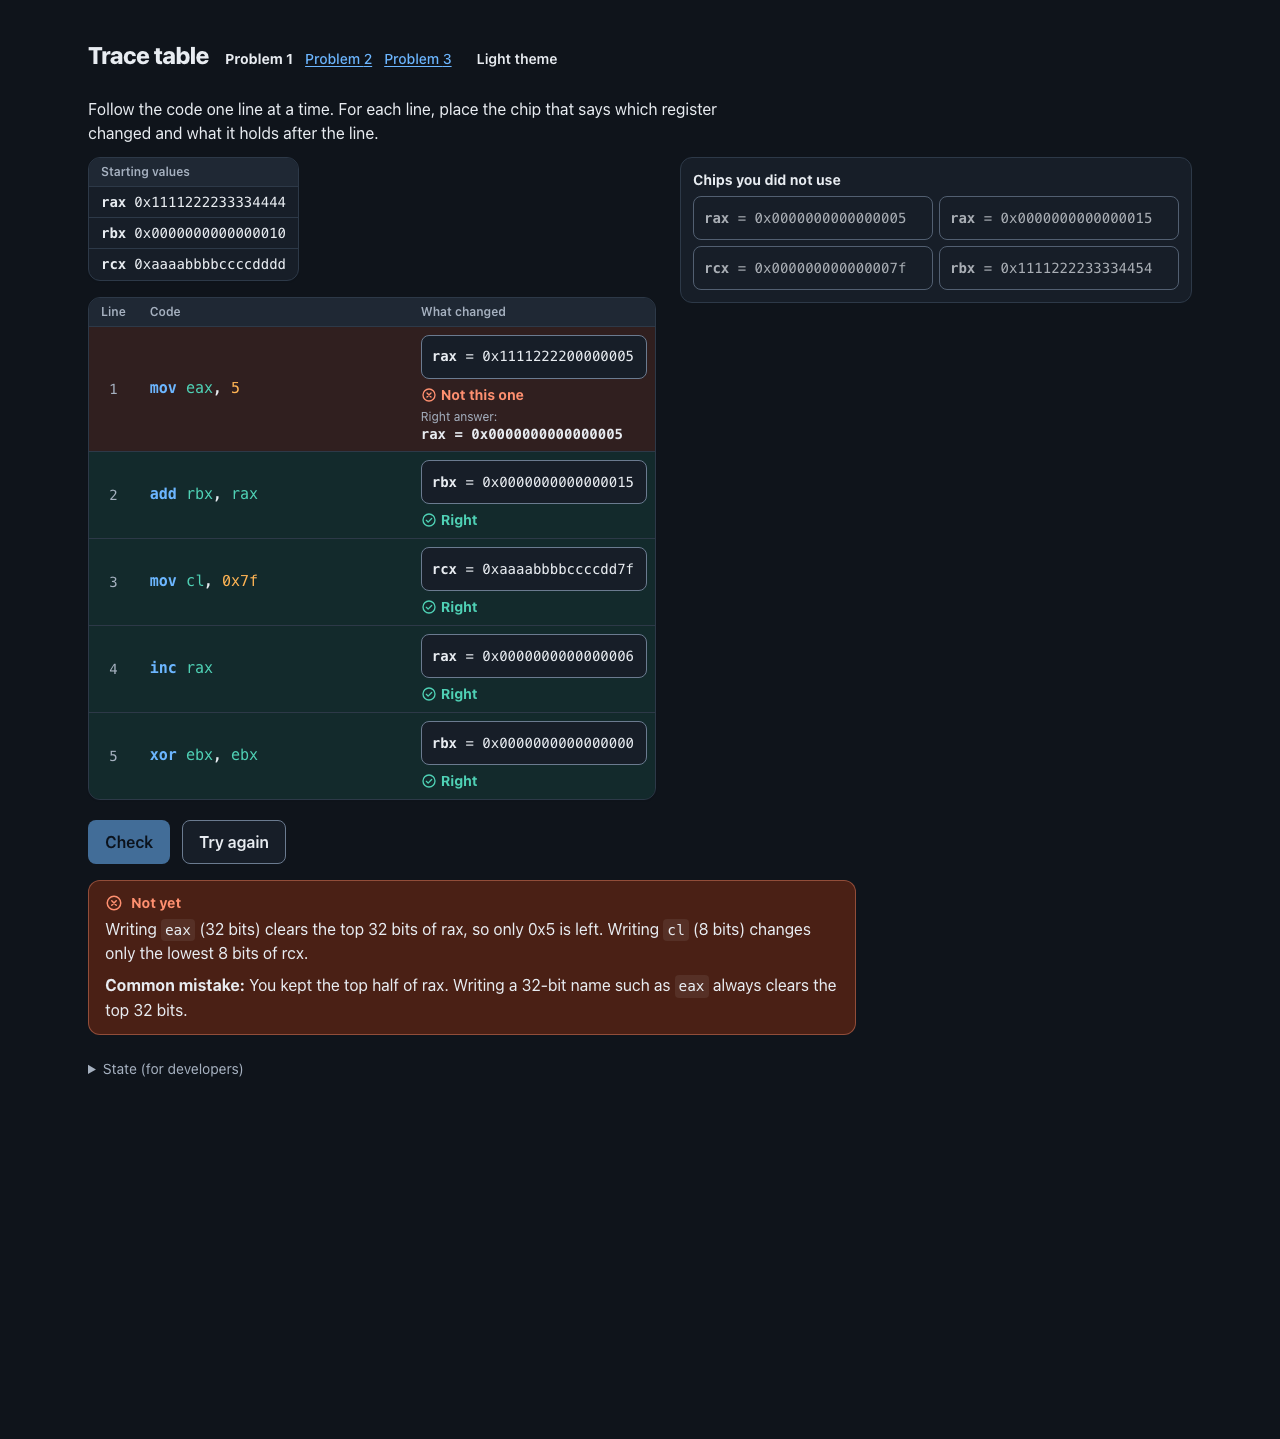 Trace table Problem 1 Problem 2 Problem 3 Light theme
Follow the code one line at a time. For each line, place the chip that says which register
changed and what it holds after the line.
Starting values
rax 0x1111222233334444
rbx 0x0000000000000010
rcx 0xaaaabbbbccccdddd
Line Code What changed
1 mov eax, 5
rax = 0x1111222200000005
Not this one
Right answer:
rax = 0x0000000000000005
2 add rbx, rax
rbx = 0x0000000000000015
Right
3 mov cl, 0x7f
rcx = 0xaaaabbbbccccdd7f
Right
4 inc rax
rax = 0x0000000000000006
Right
5 xor ebx, ebx
rbx = 0x0000000000000000
Right
Chips you did not use
rax = 0x0000000000000005 rax = 0x0000000000000015
rcx = 0x000000000000007f rbx = 0x1111222233334454
Check Try again
Not yet
Writing eax (32 bits) clears the top 32 bits of rax, so only 0x5 is left. Writing cl (8 bits) changes
only the lowest 8 bits of rcx.
Common mistake: You kept the top half of rax. Writing a 32-bit name such as eax always clears the
top 32 bits.
State (for developers)